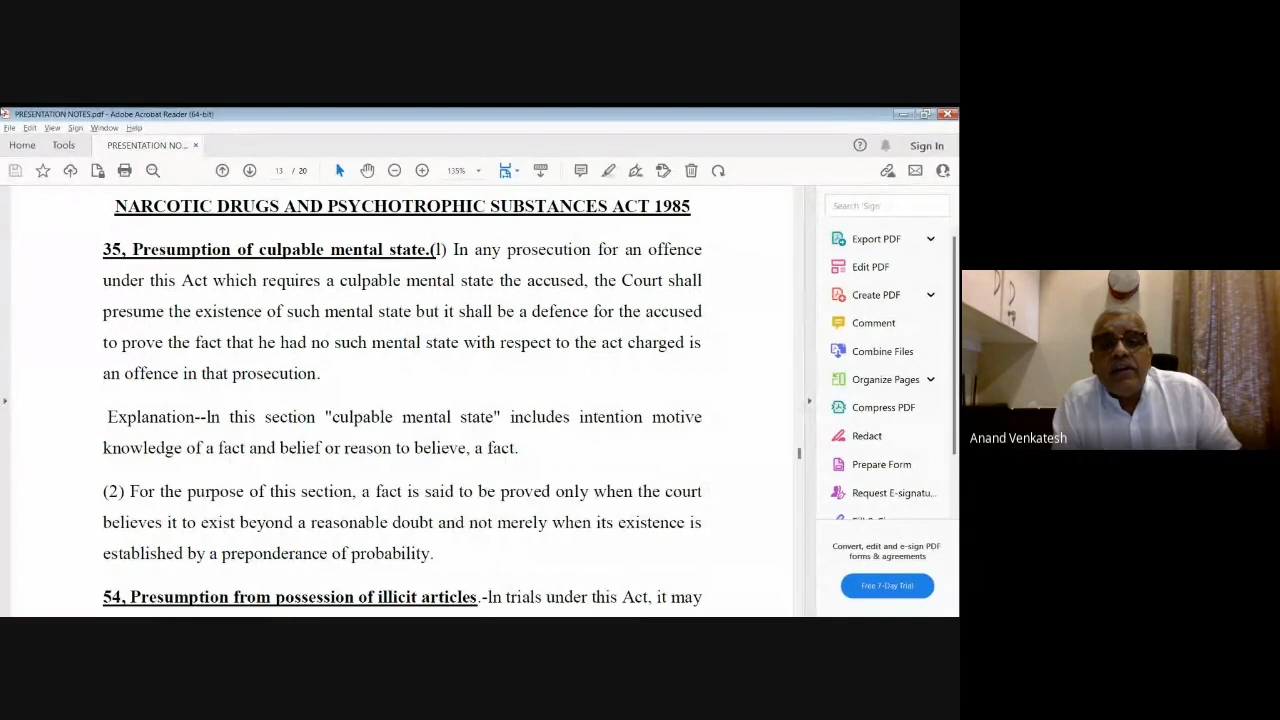 PRESENTATION NOTES.pdf - Adobe Acrobat Reader (64-bit)
File Edit View Sign Window Help
Home Tools PRESENTATION NO... × Sign In
13 / 20 135%
NARCOTIC DRUGS AND PSYCHOTROPHIC SUBSTANCES ACT 1985
35, Presumption of culpable mental state.(l) In any prosecution for an offence
under this Act which requires a culpable mental state the accused, the Court shall
presume the existence of such mental state but it shall be a defence for the accused
to prove the fact that he had no such mental state with respect to the act charged is
an offence in that prosecution.
Explanation--ln this section "culpable mental state" includes intention motive
knowledge of a fact and belief or reason to believe, a fact.
(2) For the purpose of this section, a fact is said to be proved only when the court
believes it to exist beyond a reasonable doubt and not merely when its existence is
established by a preponderance of probability.
54, Presumption from possession of illicit articles.-ln trials under this Act, it may
Search 'Sign'
Export PDF
Edit PDF
Create PDF
Comment
Combine Files
Organize Pages
Compress PDF
Redact
Prepare Form
Request E-signatu...
Convert, edit and e-sign PDF
forms & agreements
Free 7-Day Trial
Anand Venkatesh